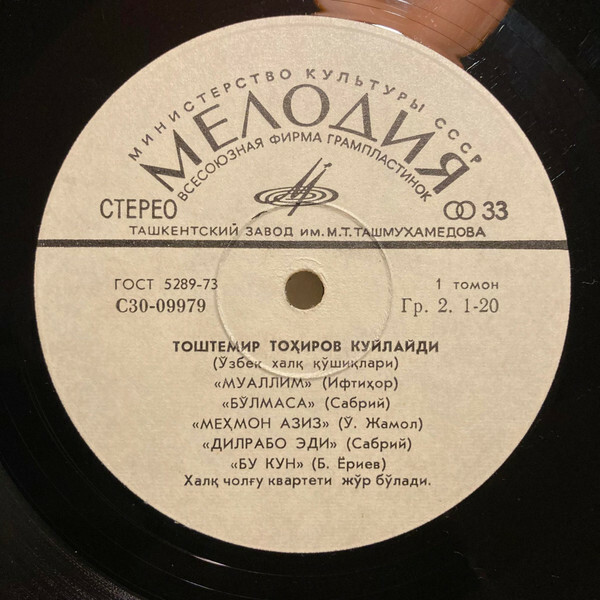 МИНИСТЕРСТВО КУЛЬТУРЫ СССР
МЕЛОДИЯ
ВСЕСОЮЗНАЯ ФИРМА ГРАМПЛАСТИНОК
СТЕРЕО 33
ТАШКЕНТСКИЙ ЗАВОД ИМ. М.Т. ТАШМУХАМЕДОВА
ГОСТ 5289-73 1 томон
С30-09979 Гр. 2. 1-20
ТОШТЕМИР ТОҲИРОВ КУЙЛАЙДИ
(Ўзбек халқ қўшиқлари)
«МУАЛЛИМ» (Ифтиҳор)
«БЎЛМАСА» (Сабрий)
«МЕҲМОН АЗИЗ» (Ў. Жамол)
«ДИЛРАБО ЭДИ» (Сабрий)
«БУ КУН» (Б. Ёриев)
Халқ чолғу квартети жўр бўлади.